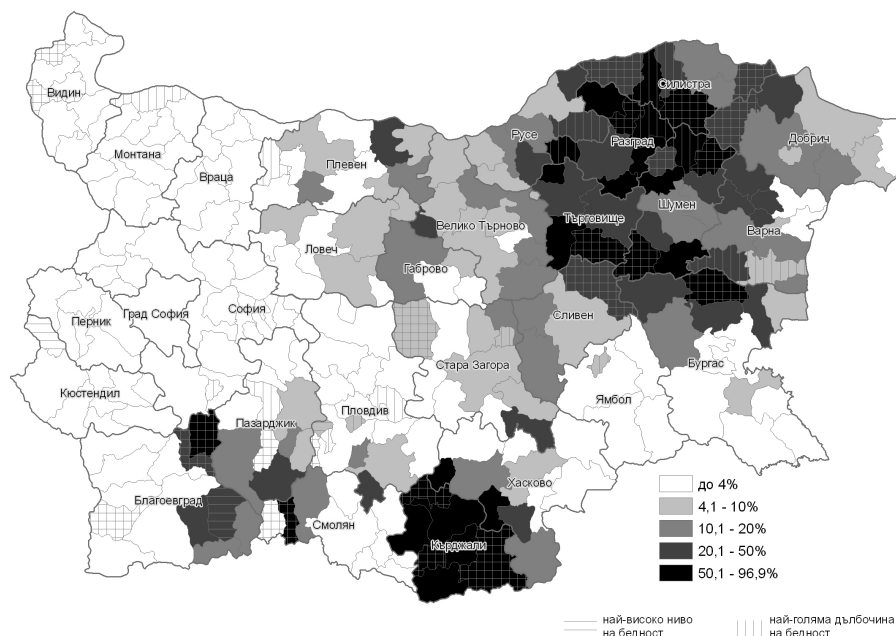 Видин
Монтана
Враца
Плевен
Русе
Силистра
Разград
Добрич
Шумен
Търговище
Варна
Велико Търново
Ловеч
Габрово
Перник
Град София
София
Сливен
Стара Загора
Бургас
Кюстендил
Пазарджик
Пловдив
Ямбол
Благоевград
Смолян
Хасково
Кърджали
до 4%
4,1 - 10%
10,1 - 20%
20,1 - 50%
50,1 - 96,9%
най-високо ниво
на бедност
най-голяма дълбочина
на бедност